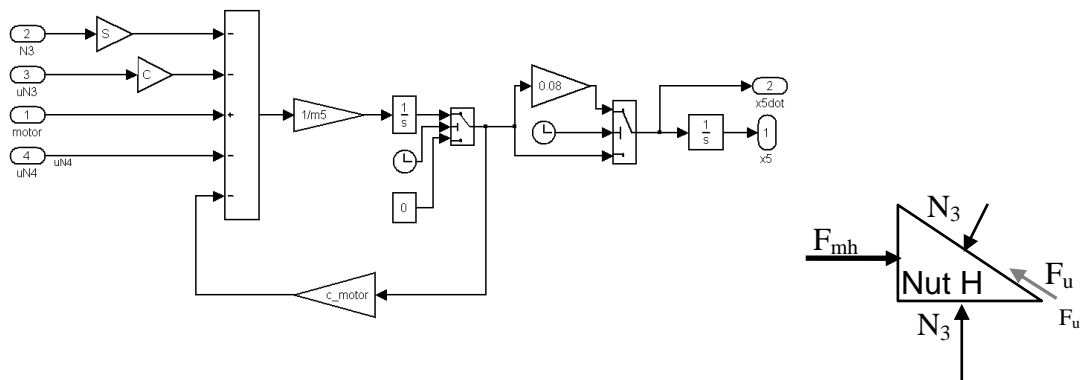 2
N3
S
3
uN3
C
1
motor
4
uN4
uN4
-
-
+
-
-
1/m5
1
s
0
c_motor
0.08
1
s
2
x5dot
1
x5
N3
Fmh
Nut H
Fu
Fu
N3